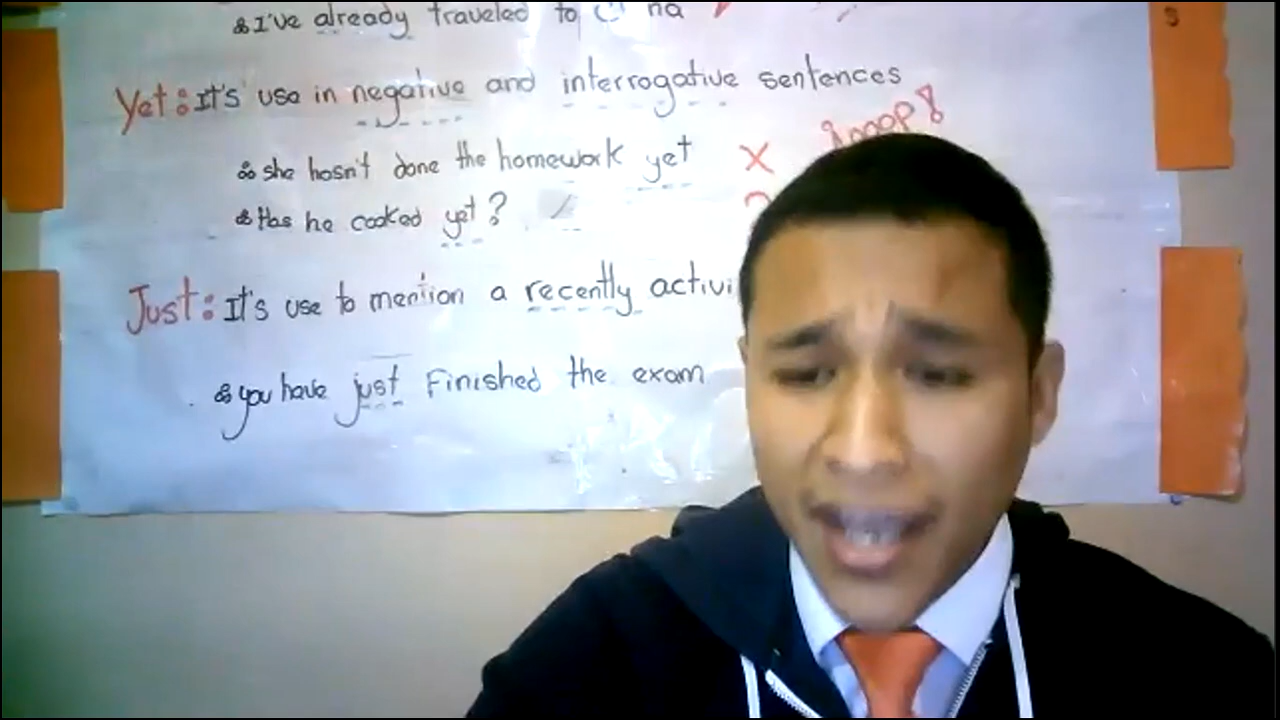 I've already traveled to
Yet: It's use in negative and interrogative sentences
she hasn't done the homework yet X
Has he cooked yet? ?
Just: It's use to mention a recently activi
you have just finished the exam
S